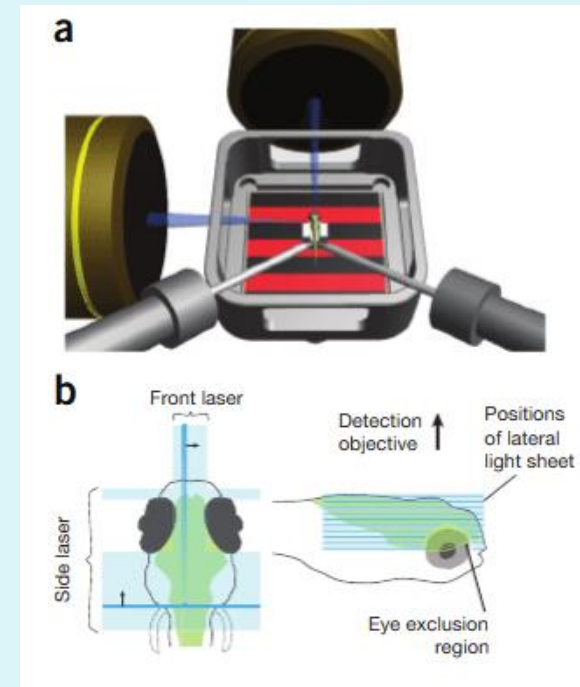 a
b
Front laser
Side laser
Detection
objective
Positions
of lateral
light sheet
Eye exclusion
region